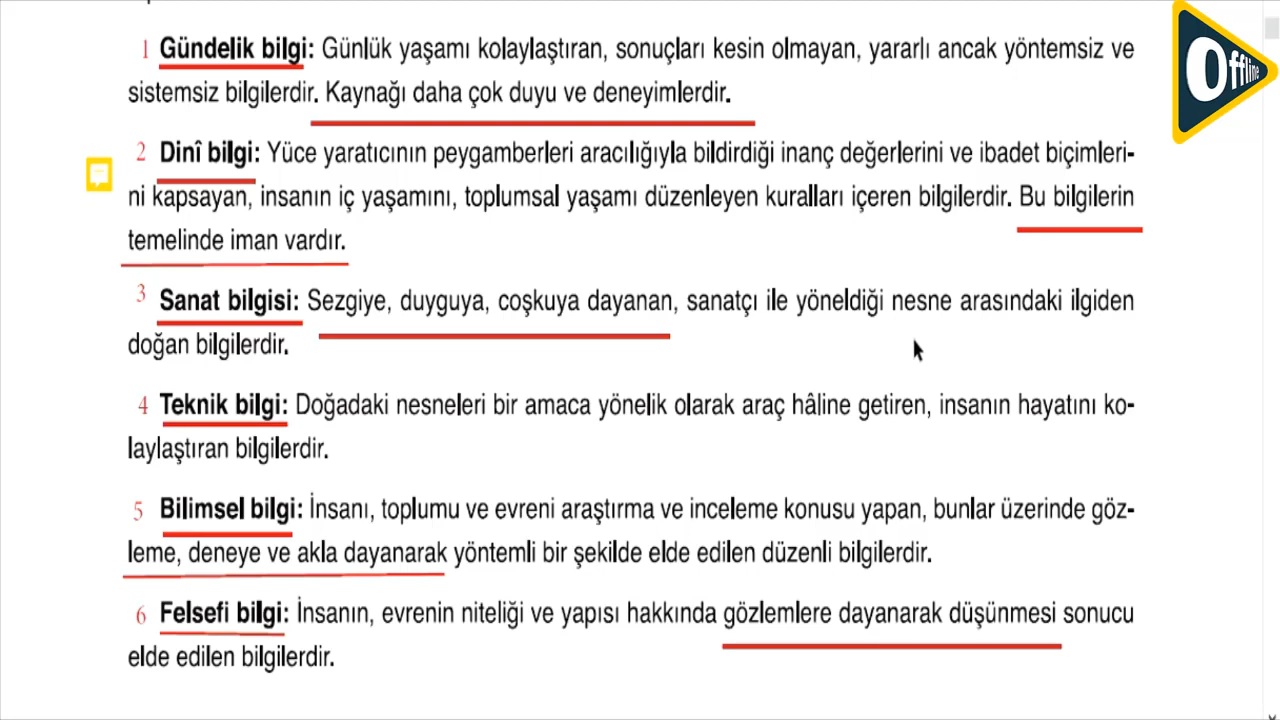 1 Gündelik bilgi: Günlük yaşamı kolaylaştıran, sonuçları kesin olmayan, yararlı ancak yöntemsiz ve
sistemsiz bilgilerdir. Kaynağı daha çok duyu ve deneyimlerdir.
2 Dinî bilgi: Yüce yaratıcının peygamberleri aracılığıyla bildirdiği inanç değerlerini ve ibadet biçimleri-
ni kapsayan, insanın iç yaşamını, toplumsal yaşamı düzenleyen kuralları içeren bilgilerdir. Bu bilgilerin
temelinde iman vardır.
3 Sanat bilgisi: Sezgiye, duyguya, coşkuya dayanan, sanatçı ile yöneldiği nesne arasındaki ilgiden
doğan bilgilerdir.
4 Teknik bilgi: Doğadaki nesneleri bir amaca yönelik olarak araç hâline getiren, insanın hayatını ko-
laylaştıran bilgilerdir.
5 Bilimsel bilgi: İnsanı, toplumu ve evreni araştırma ve inceleme konusu yapan, bunlar üzerinde göz-
leme, deneye ve akla dayanarak yöntemli bir şekilde elde edilen düzenli bilgilerdir.
6 Felsefi bilgi: İnsanın, evrenin niteliği ve yapısı hakkında gözlemlere dayanarak düşünmesi sonucu
elde edilen bilgilerdir.
Offline